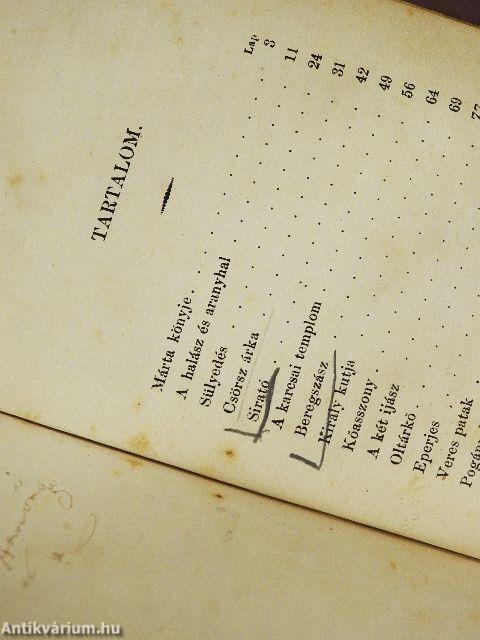 TARTALOM.
Lap
Márta könyje . . . . . . . . 3
A halász és aranyhal . . . . . . 11
Sülyedés . . . . . . . . 24
Csörsz árka . . . . . . . . 31
Sirató . . . . . . . . 42
A karcsai templom . . . . . . 49
Beregszász . . . . . . . . 56
Király kutja . . . . . . . . 64
Kőasszony . . . . . . . . 69
A két ijász . . . . . . . . 77
Oltárkő . . . . . .
Eperjes . . . . . .
Veres patak . . . .
Antikvárium.hu